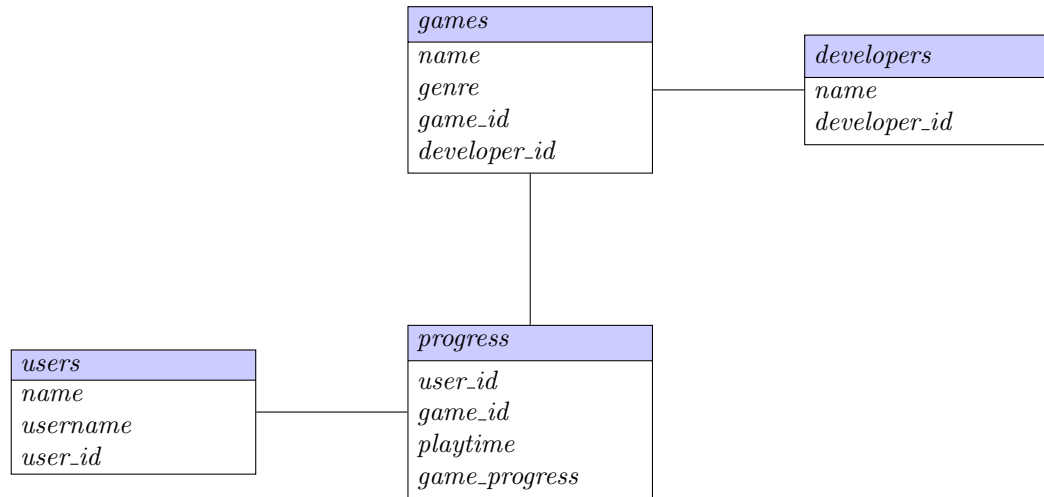 games
name
genre
game_id
developer_id
developers
name
developer_id
users
name
username
user_id
progress
user_id
game_id
playtime
game_progress